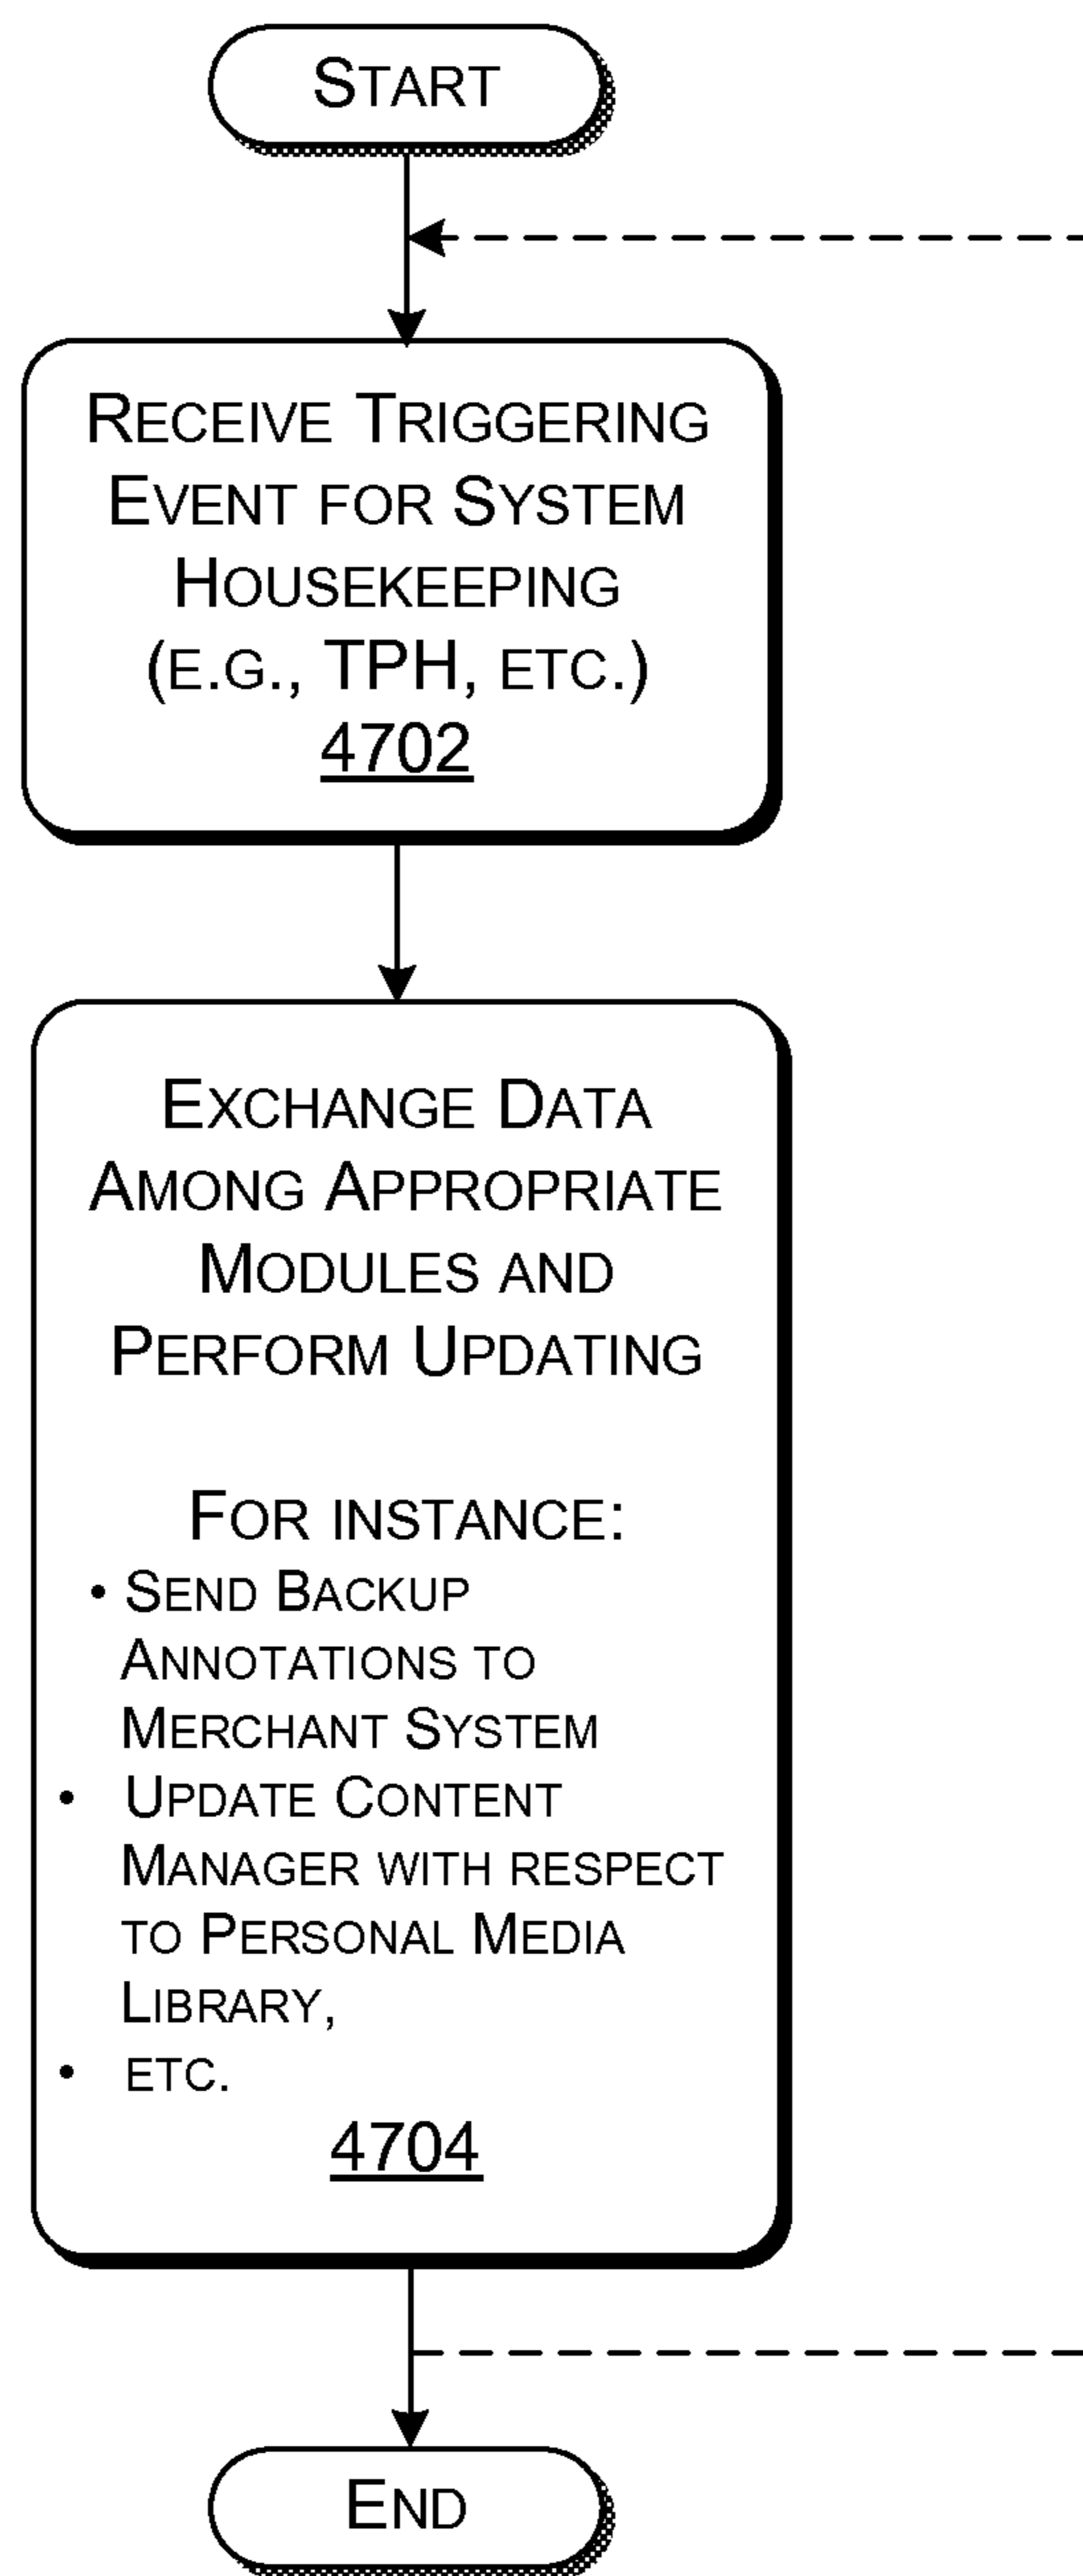 START
RECEIVE TRIGGERING
EVENT FOR SYSTEM
HOUSEKEEPING
(E.G., TPH, ETC.)
4702
EXCHANGE DATA
AMONG APPROPRIATE
MODULES AND
PERFORM UPDATING
FOR INSTANCE:
• SEND BACKUP
ANNOTATIONS TO
MERCHANT SYSTEM
• UPDATE CONTENT
MANAGER WITH RESPECT
TO PERSONAL MEDIA
LIBRARY,
• ETC.
4704
END